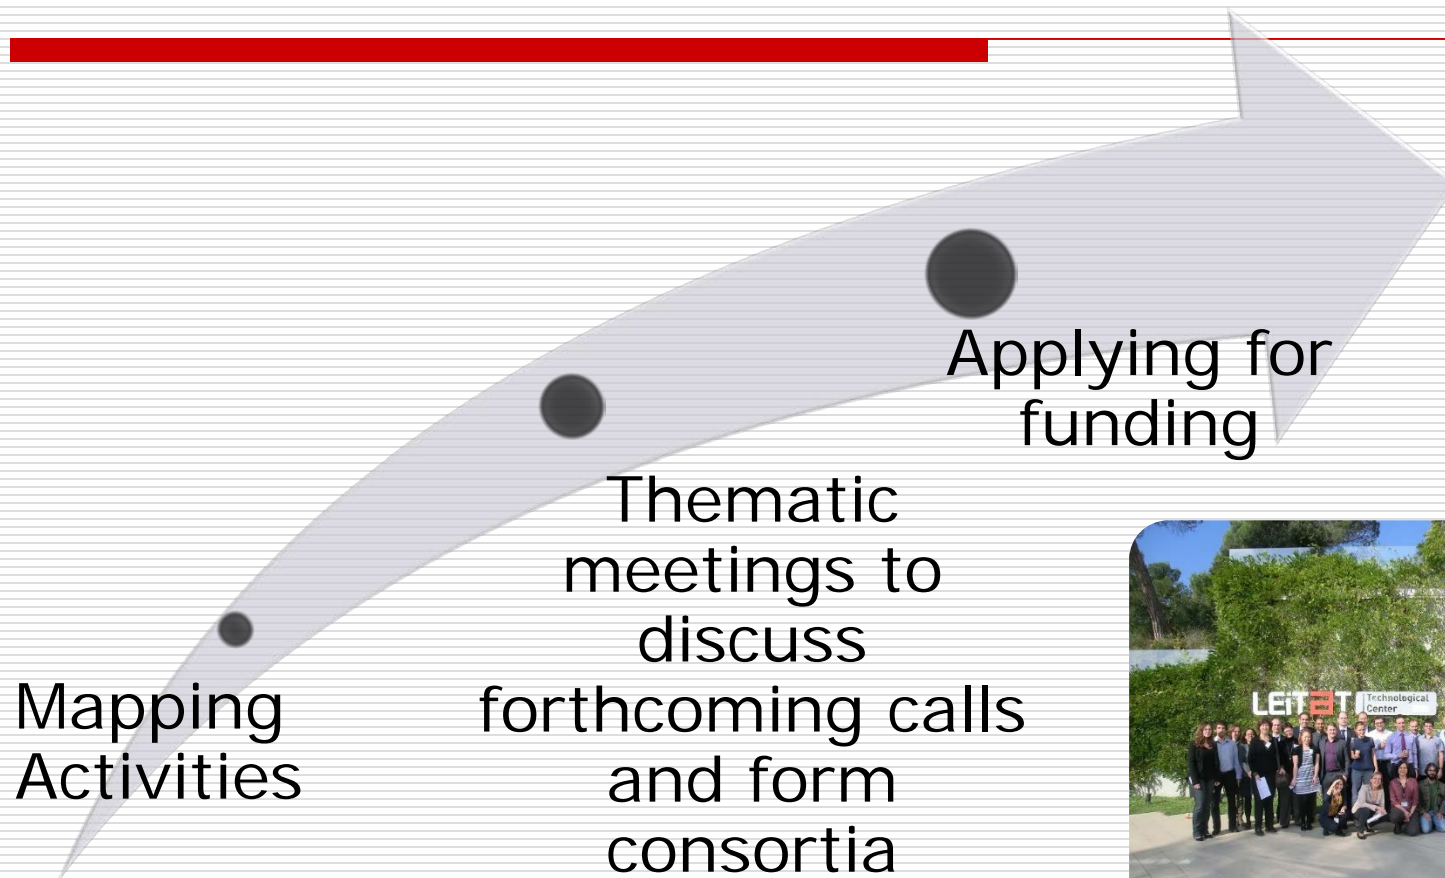 Applying for
funding
Thematic
meetings to
discuss
forthcoming calls
and form
consortia
Mapping
Activities
LEITAT Technological
Center